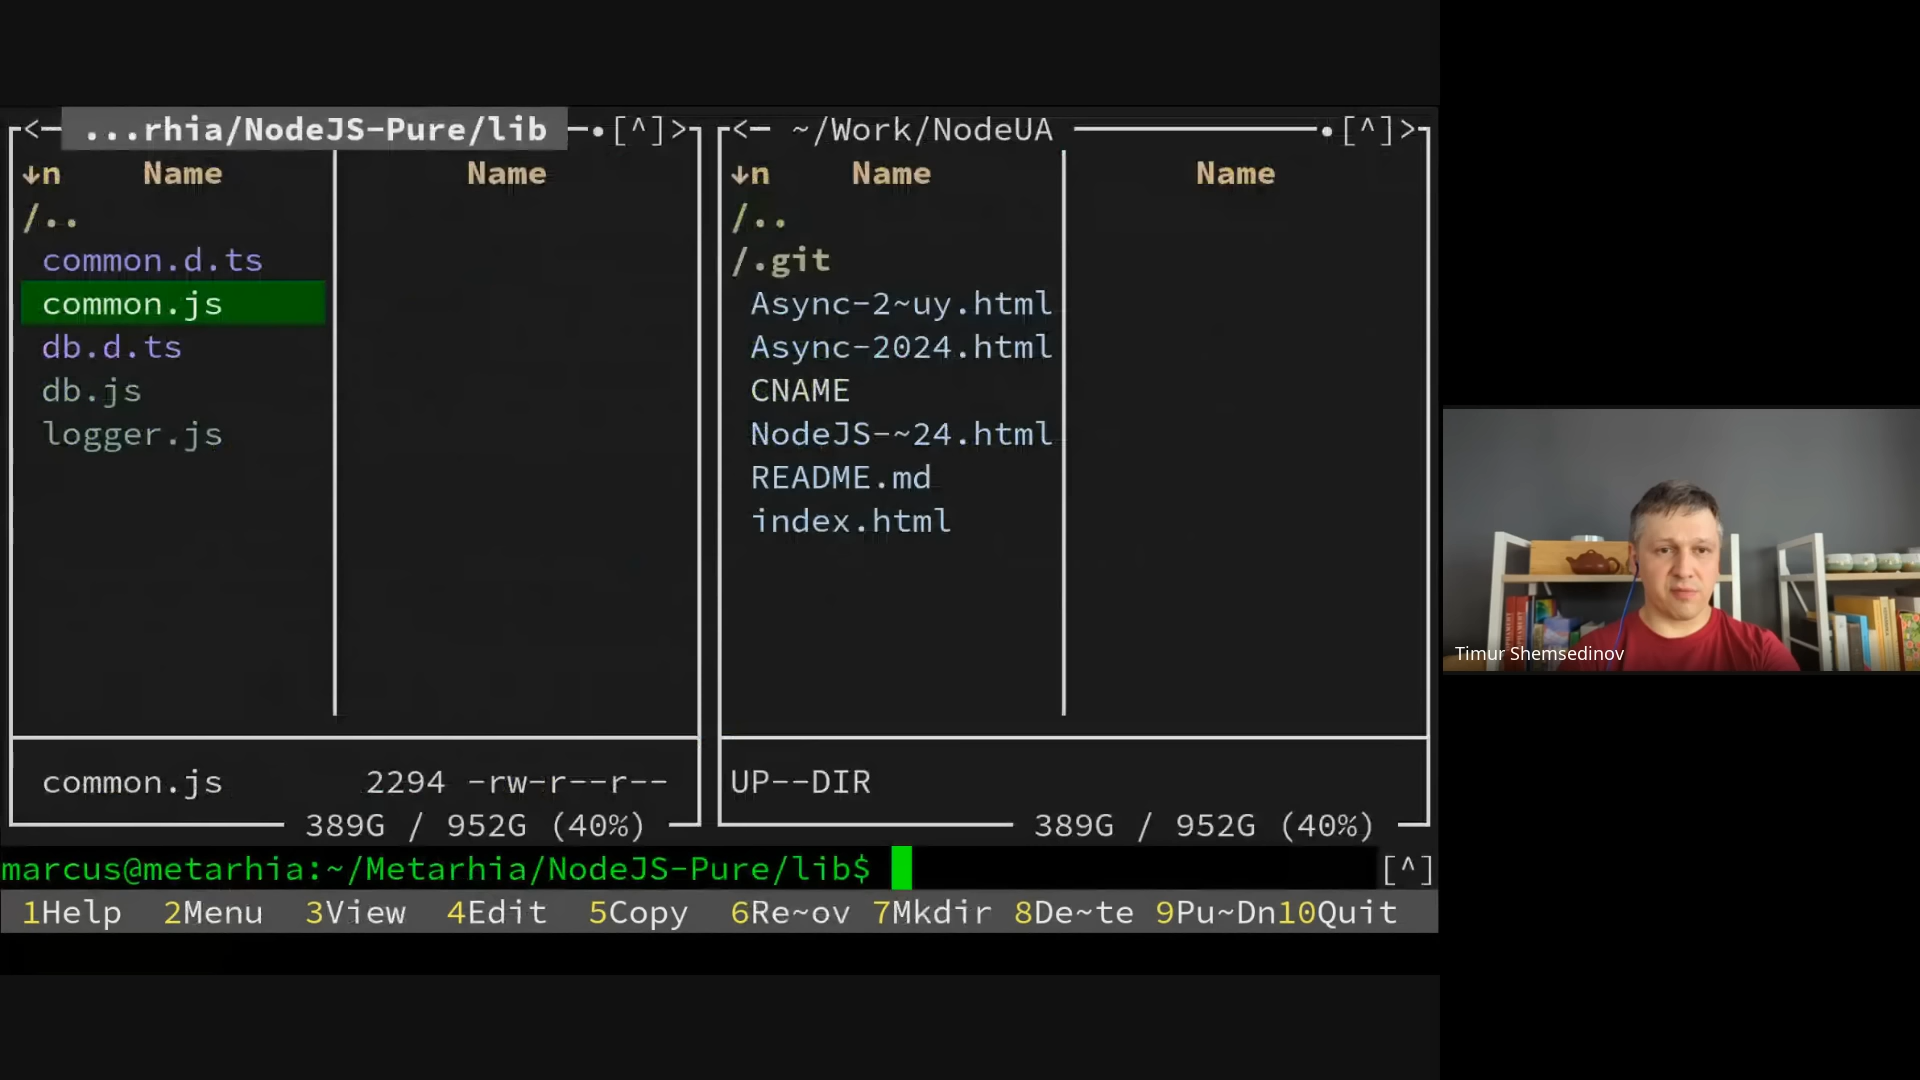 <─ ...rhia/NodeJS-Pure/lib ─•[^]>
↓n Name Name
/..
common.d.ts
common.js
db.d.ts
db.js
logger.js
common.js 2294 -rw-r--r--
389G / 952G (40%)
<─ ~/Work/NodeUA ─•[^]>
↓n Name Name
/..
/.git
Async-2~uy.html
Async-2024.html
CNAME
NodeJS-~24.html
README.md
index.html
UP--DIR
389G / 952G (40%)
marcus@metarhia:~/Metarhia/NodeJS-Pure/lib$ [^]
1Help 2Menu 3View 4Edit 5Copy 6Re~ov 7Mkdir 8De~te 9Pu~Dn10Quit
Timur Shemsedinov